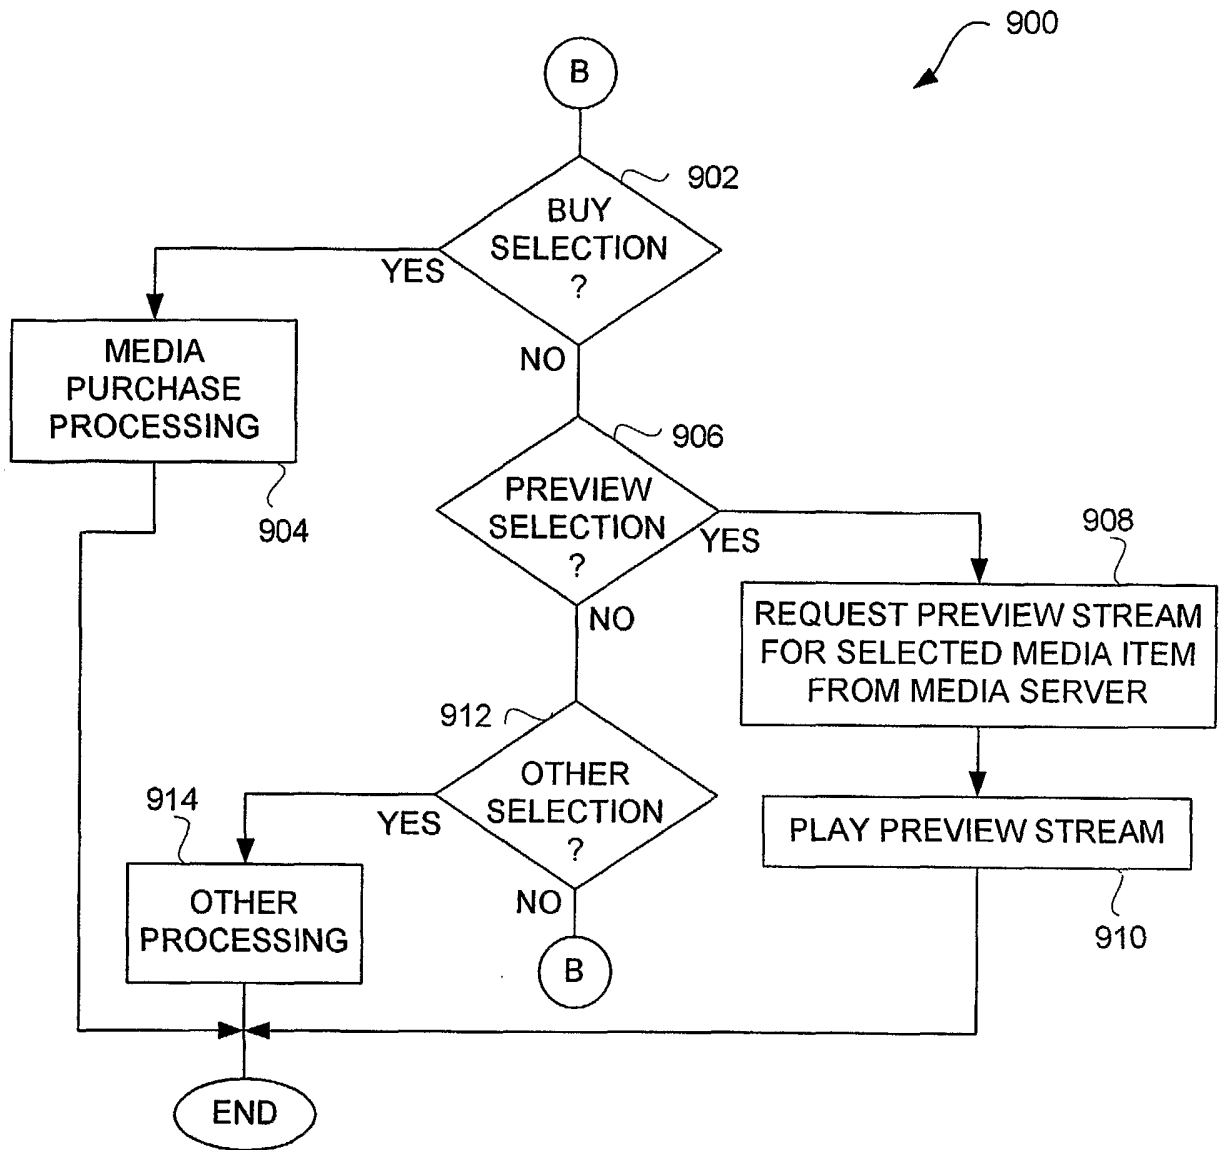 900
B
902
BUY
SELECTION
?
YES
NO
MEDIA
PURCHASE
PROCESSING
904
906
PREVIEW
SELECTION
?
YES
NO
908
REQUEST PREVIEW STREAM
FOR SELECTED MEDIA ITEM
FROM MEDIA SERVER
912
OTHER
SELECTION
?
YES
NO
914
OTHER
PROCESSING
PLAY PREVIEW STREAM
910
B
END